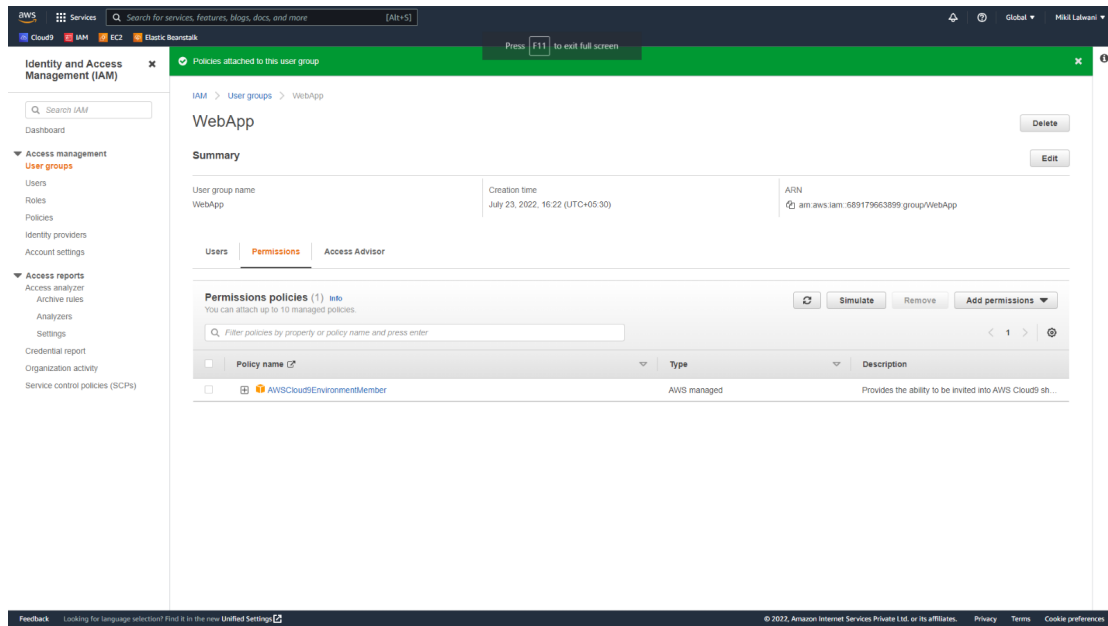 aws Services Search for services, features, blogs, docs, and more [Alt+S] Global Mikil Lalwani
Cloud9 IAM EC2 Elastic Beanstalk
Press F11 to exit full screen
Identity and Access
Management (IAM)
Search IAM
Dashboard
Access management
User groups
Users
Roles
Policies
Identity providers
Account settings
Access reports
Access analyzer
Archive rules
Analyzers
Settings
Credential report
Organization activity
Service control policies (SCPs)
Policies attached to this user group
IAM > User groups > WebApp
WebApp Delete
Summary Edit
User group name
WebApp
Creation time
July 23, 2022, 16:22 (UTC+05:30)
ARN
arn:aws:iam::689179663899:group/WebApp
Users Permissions Access Advisor
Permissions policies (1) Info
You can attach up to 10 managed policies.
Simulate Remove Add permissions
Filter policies by property or policy name and press enter
< 1 >
Policy name Type Description
AWSCloud9EnvironmentMember AWS managed Provides the ability to be invited into AWS Cloud9 sh...
Feedback Looking for language selection? Find it in the new Unified Settings © 2022, Amazon Internet Services Private Ltd. or its affiliates. Privacy Terms Cookie preferences